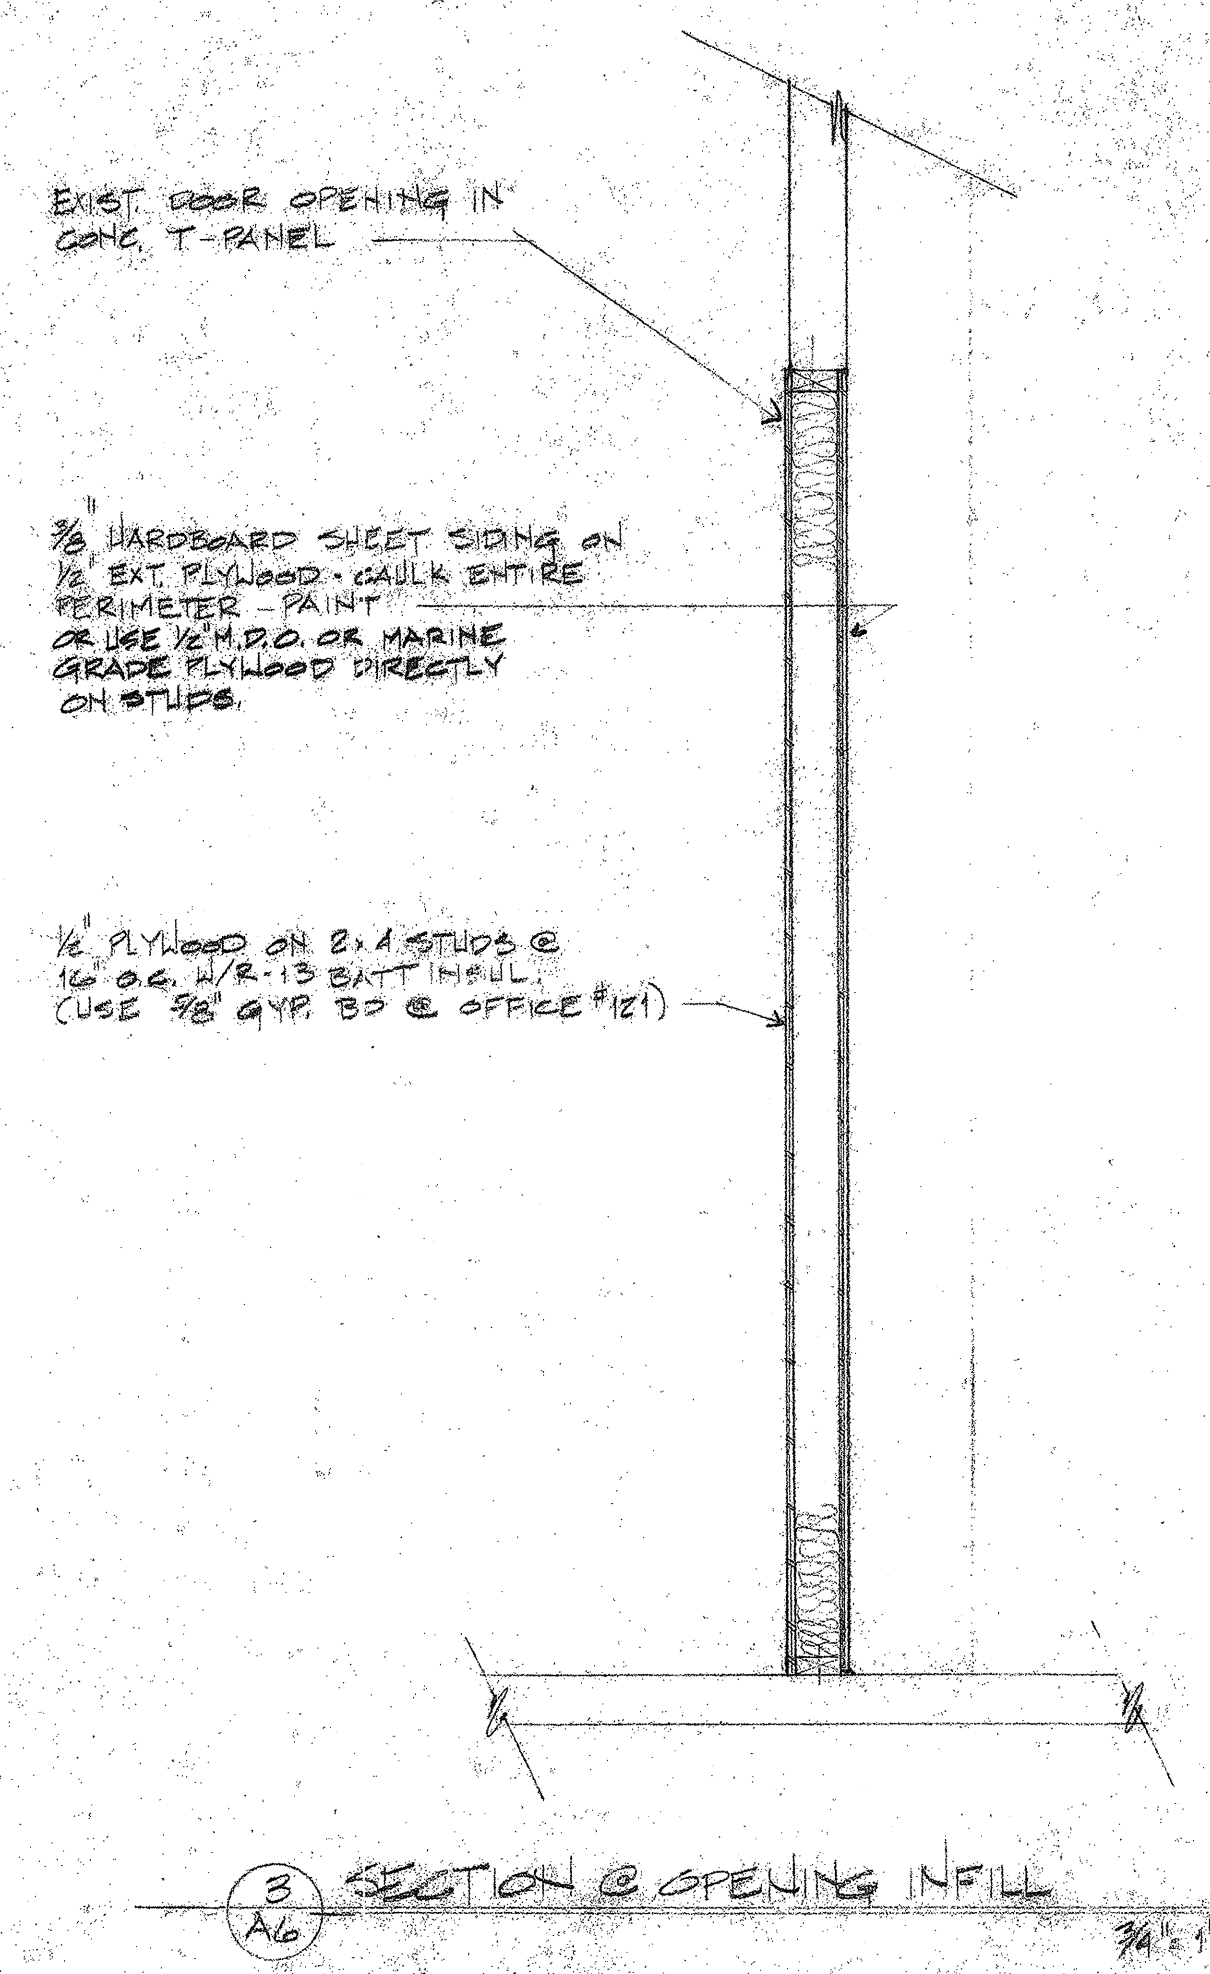 EXIST. DOOR OPENING IN
CONC. T-PANEL
3/8" HARDBOARD SHEET SIDING ON
1/2" EXT. PLYWOOD - CAULK ENTIRE
PERIMETER - PAINT
OR USE 1/2" M.D.O. OR MARINE
GRADE PLYWOOD DIRECTLY
ON STUDS.
1/2" PLYWOOD ON 2x4 STUDS @
16" O.C. W/R-13 BATT INSUL.
(USE 5/8" GYP. BD @ OFFICE #121)
3
A6
SECTION @ OPENING INFILL
3/4" = 1'